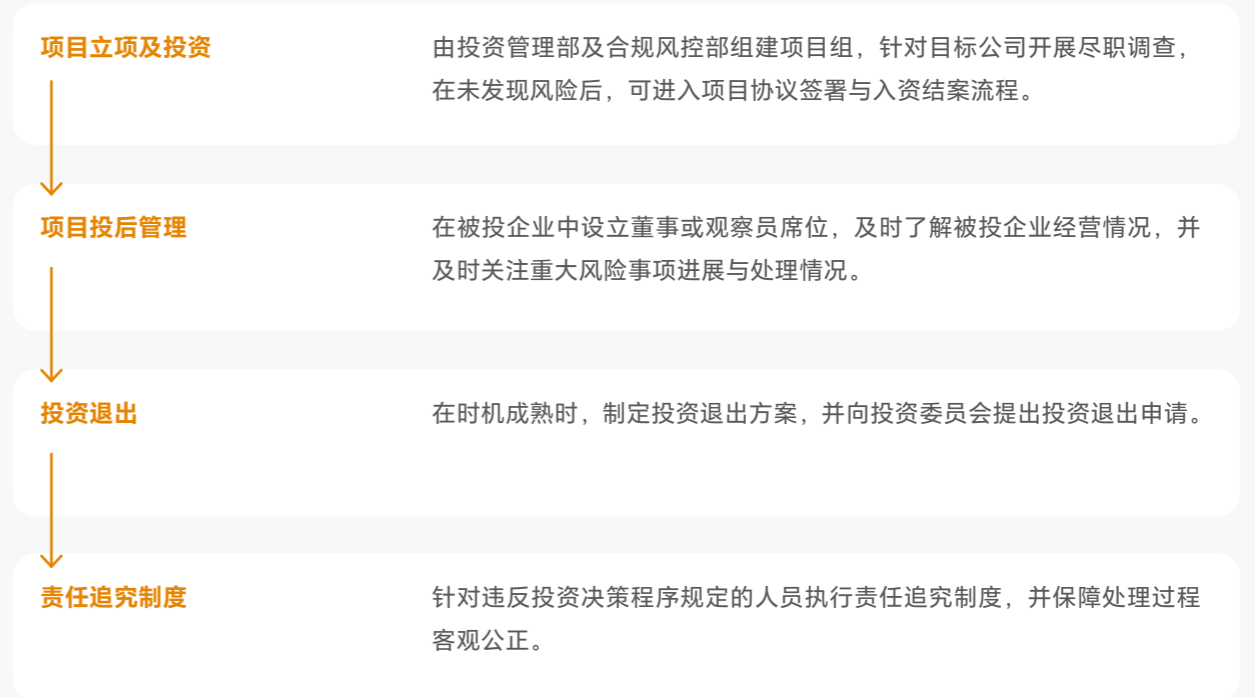 项目立项及投资
由投资管理部及合规风控部组建项目组，针对目标公司开展尽职调查，
在未发现风险后，可进入项目协议签署与入资结案流程。
项目投后管理
在被投企业中设立董事或观察员席位，及时了解被投企业经营情况，并
及时关注重大风险事项进展与处理情况。
投资退出
在时机成熟时，制定投资退出方案，并向投资委员会提出投资退出申请。
责任追究制度
针对违反投资决策程序规定的人员执行责任追究制度，并保障处理过程
客观公正。